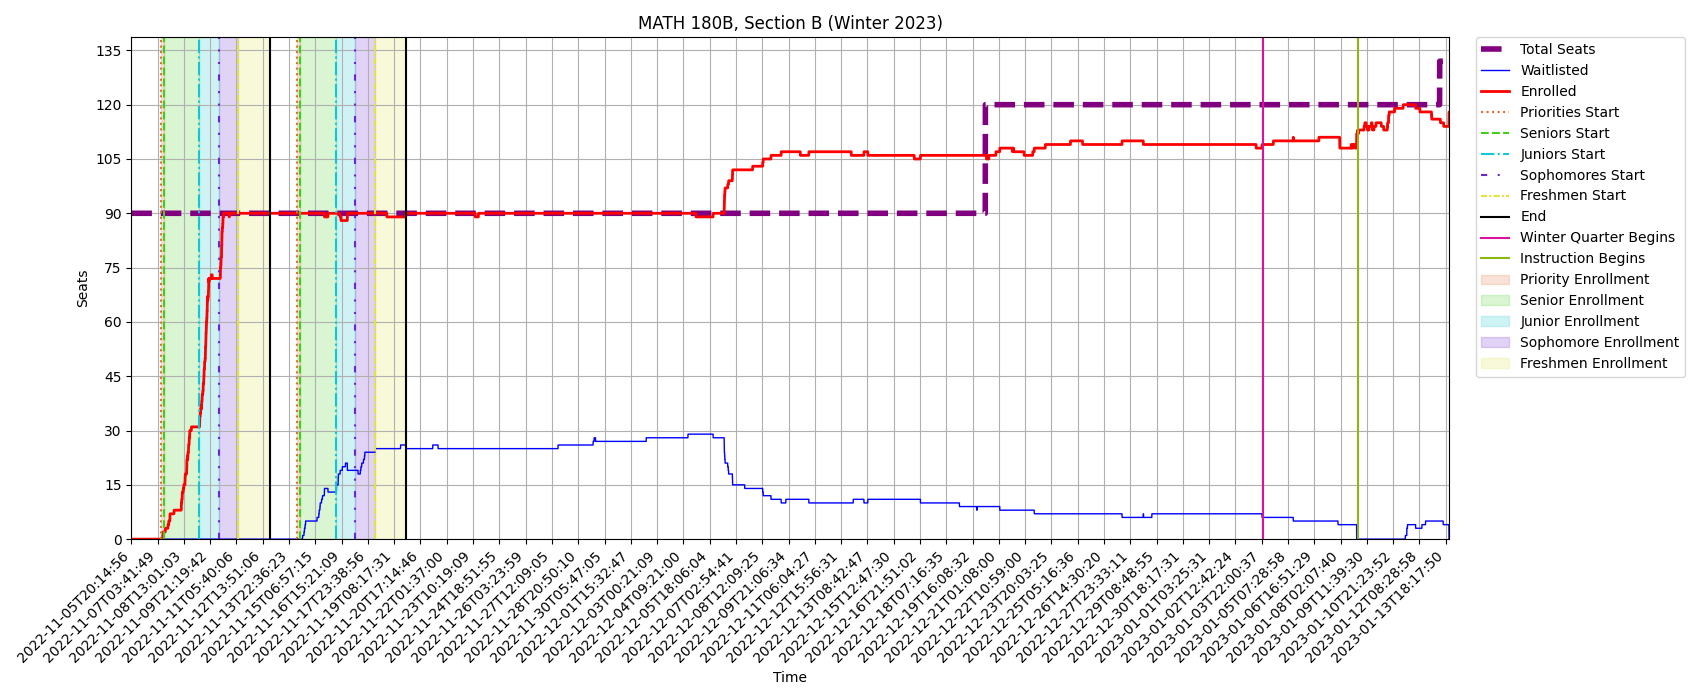 MATH 180B, Section B (Winter 2023)
Seats
135
120
105
90
75
60
45
30
15
0
2022-11-05T20:14:56
2022-11-07T03:41:49
2022-11-08T13:01:03
2022-11-09T21:19:42
2022-11-11T05:40:06
2022-11-12T13:51:06
2022-11-13T22:36:23
2022-11-15T06:57:15
2022-11-16T15:21:09
2022-11-17T23:38:56
2022-11-19T08:17:31
2022-11-20T17:14:46
2022-11-22T01:37:00
2022-11-23T10:19:09
2022-11-24T18:51:55
2022-11-26T03:23:59
2022-11-27T12:09:05
2022-11-28T20:50:10
2022-11-30T05:47:05
2022-12-01T15:32:47
2022-12-03T00:21:09
2022-12-04T09:21:00
2022-12-05T18:06:04
2022-12-07T02:54:41
2022-12-08T12:09:25
2022-12-09T21:06:34
2022-12-11T06:04:27
2022-12-12T15:56:31
2022-12-13T08:42:47
2022-12-15T12:47:30
2022-12-16T21:51:02
2022-12-18T07:16:35
2022-12-19T16:08:32
2022-12-21T01:08:00
2022-12-22T10:59:00
2022-12-23T20:03:25
2022-12-25T05:16:36
2022-12-26T14:30:20
2022-12-27T23:33:11
2022-12-29T08:48:55
2022-12-30T18:17:31
2023-01-01T03:25:31
2023-01-02T12:42:24
2023-01-03T22:00:37
2023-01-05T07:28:58
2023-01-06T16:51:29
2023-01-08T02:07:40
2023-01-09T11:39:30
2023-01-10T21:23:52
2023-01-12T08:28:58
2023-01-13T18:17:50
Time
Total Seats
Waitlisted
Enrolled
Priorities Start
Seniors Start
Juniors Start
Sophomores Start
Freshmen Start
End
Winter Quarter Begins
Instruction Begins
Priority Enrollment
Senior Enrollment
Junior Enrollment
Sophomore Enrollment
Freshmen Enrollment